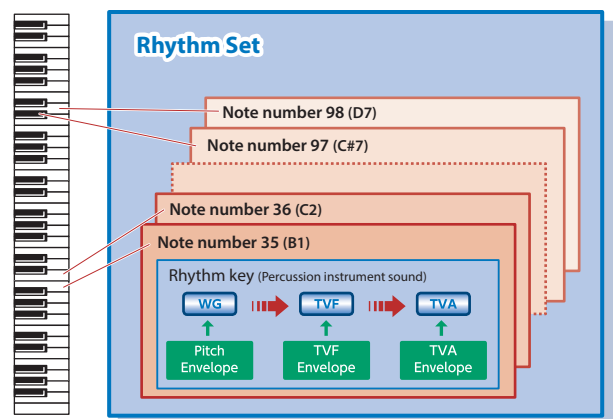 Rhythm Set
Note number 98 (D7)
Note number 97 (C#7)
Note number 36 (C2)
Note number 35 (B1)
Rhythm key (Percussion instrument sound)
WG TVF TVA
Pitch
Envelope
TVF
Envelope
TVA
Envelope